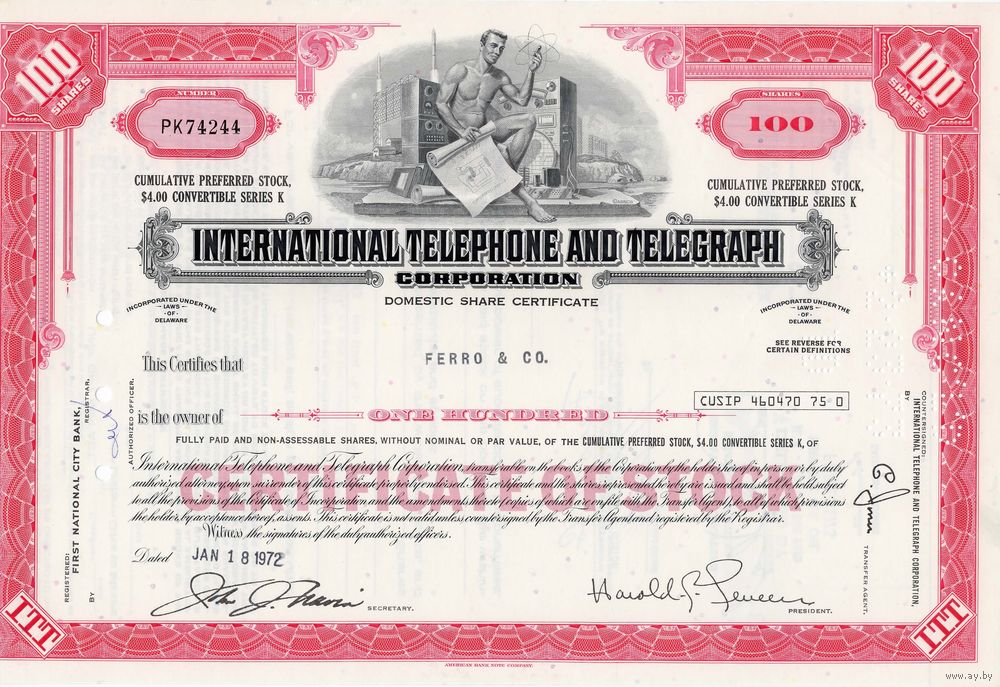 100
SHARES
100
SHARES
NUMBER
PK74244
SHARES
100
CUMULATIVE PREFERRED STOCK,
$4.00 CONVERTIBLE SERIES K
CUMULATIVE PREFERRED STOCK,
$4.00 CONVERTIBLE SERIES K
INTERNATIONAL TELEPHONE AND TELEGRAPH
CORPORATION
DOMESTIC SHARE CERTIFICATE
INCORPORATED UNDER THE
LAWS
-OF-
DELAWARE
INCORPORATED UNDER THE
LAWS
-OF-
DELAWARE
SEE REVERSE FOR
CERTAIN DEFINITIONS
This Certifies that
FERRO & CO.
CUSIP 460470 75 0
is the owner of
ONE HUNDRED
FULLY PAID AND NON-ASSESSABLE SHARES, WITHOUT NOMINAL OR PAR VALUE, OF THE CUMULATIVE PREFERRED STOCK, $4.00 CONVERTIBLE SERIES K, OF
International Telephone and Telegraph Corporation, transferable on the books of the Corporation by the holder hereof in person or by duly
authorized attorney, upon surrender of this certificate properly endorsed. This certificate and the shares represented hereby are issued and shall be held subject
to all the provisions of the Certificate of Incorporation and the amendments thereto (copies of which are on file with the Transfer Agent), to all of which provisions
the holder, by acceptance hereof, assents. This certificate is not valid unless countersigned by the Transfer Agent and registered by the Registrar.
Witness, the signatures of the duly authorized officers.
Dated JAN 18 1972
SECRETARY.
PRESIDENT.
REGISTERED:
FIRST NATIONAL CITY BANK,
REGISTRAR.
BY
AUTHORIZED OFFICER.
COUNTERSIGNED:
INTERNATIONAL TELEPHONE AND TELEGRAPH CORPORATION,
BY
TRANSFER AGENT.
ITT
ITT
AMERICAN BANK NOTE COMPANY.
www.ay.by